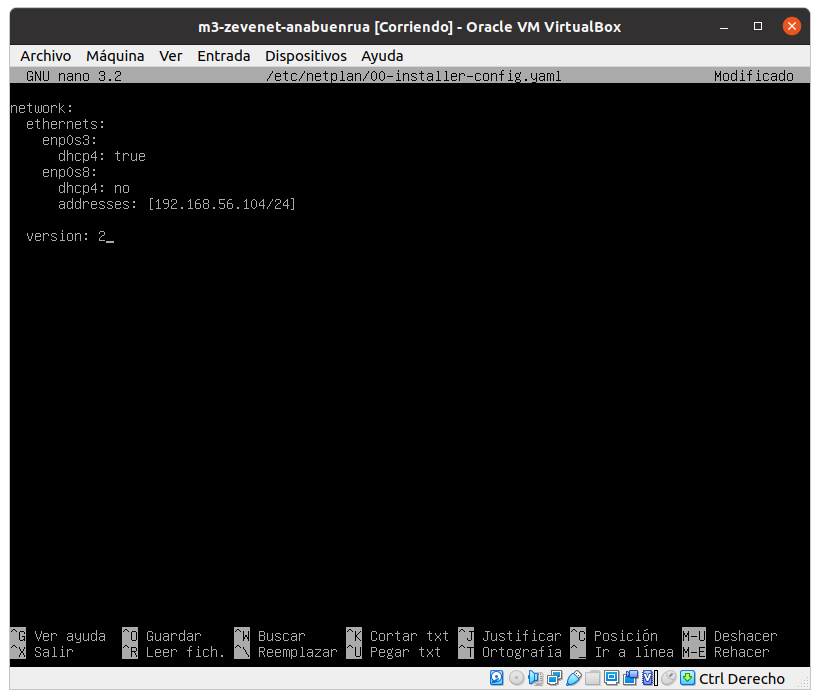 m3-zevenet-anabuenrua [Corriendo] - Oracle VM VirtualBox
Archivo Máquina Ver Entrada Dispositivos Ayuda
GNU nano 3.2 /etc/netplan/00-installer-config.yaml Modificado
network:
  ethernets:
    enp0s3:
      dhcp4: true
    enp0s8:
      dhcp4: no
      addresses: [192.168.56.104/24]
  version: 2_
^G Ver ayuda ^O Guardar ^W Buscar ^K Cortar txt ^J Justificar ^C Posición M-U Deshacer
^X Salir ^R Leer fich. ^\ Reemplazar ^U Pegar txt ^T Ortografía ^_ Ir a línea M-E Rehacer
Ctrl Derecho